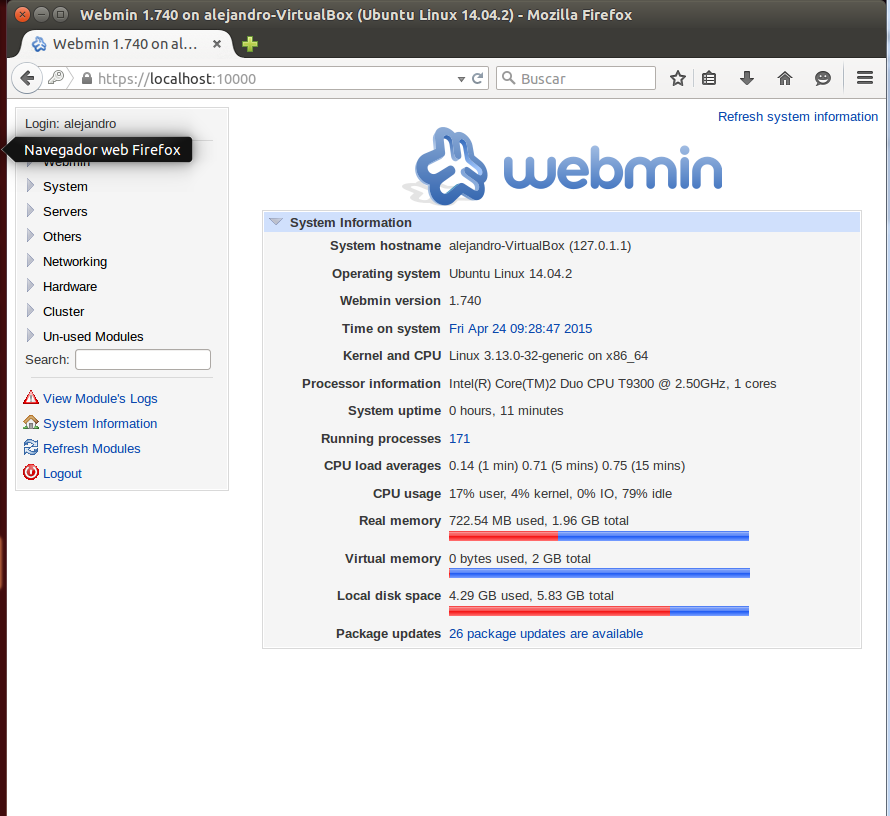 Webmin 1.740 on alejandro-VirtualBox (Ubuntu Linux 14.04.2) - Mozilla Firefox
Webmin 1.740 on al...
https://localhost:10000
Buscar
Login: alejandro
Navegador web Firefox
Webmin
System
Servers
Others
Networking
Hardware
Cluster
Un-used Modules
Search:
View Module's Logs
System Information
Refresh Modules
Logout
Refresh system information
webmin
System Information
System hostname alejandro-VirtualBox (127.0.1.1)
Operating system Ubuntu Linux 14.04.2
Webmin version 1.740
Time on system Fri Apr 24 09:28:47 2015
Kernel and CPU Linux 3.13.0-32-generic on x86_64
Processor information Intel(R) Core(TM)2 Duo CPU T9300 @ 2.50GHz, 1 cores
System uptime 0 hours, 11 minutes
Running processes 171
CPU load averages 0.14 (1 min) 0.71 (5 mins) 0.75 (15 mins)
CPU usage 17% user, 4% kernel, 0% IO, 79% idle
Real memory 722.54 MB used, 1.96 GB total
Virtual memory 0 bytes used, 2 GB total
Local disk space 4.29 GB used, 5.83 GB total
Package updates 26 package updates are available